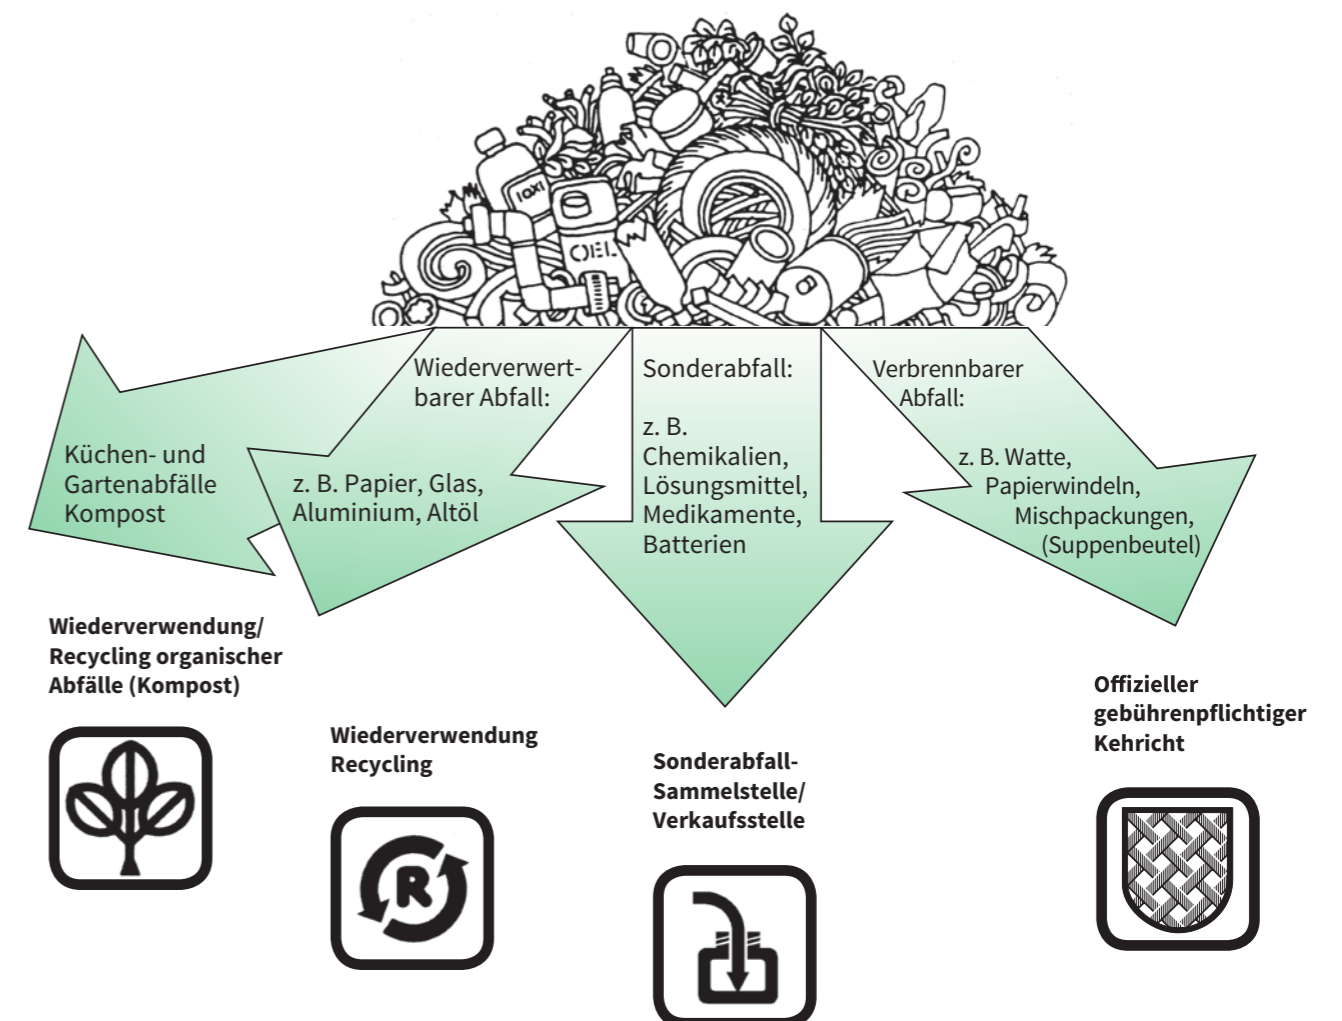 IOXI
OEL
Küchen- und
Gartenabfälle
Kompost
Wiederverwert-
barer Abfall:
z. B. Papier, Glas,
Aluminium, Altöl
Sonderabfall:
z. B.
Chemikalien,
Lösungsmittel,
Medikamente,
Batterien
Verbrennbarer
Abfall:
z. B. Watte,
Papierwindeln,
Mischpackungen,
(Suppenbeutel)
Wiederverwendung/
Recycling organischer
Abfälle (Kompost)
Wiederverwendung
Recycling
R
Sonderabfall-
Sammelstelle/
Verkaufsstelle
Offizieller
gebührenpflichtiger
Kehricht